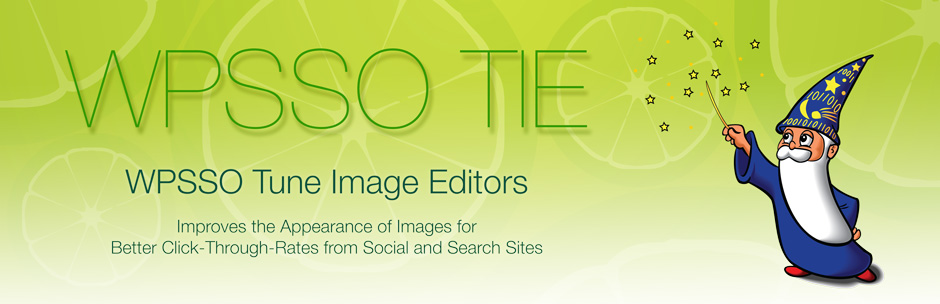 WPSSO TIE
WPSSO Tune Image Editors
Improves the Appearance of Images for
Better Click-Through-Rates from Social and Search Sites